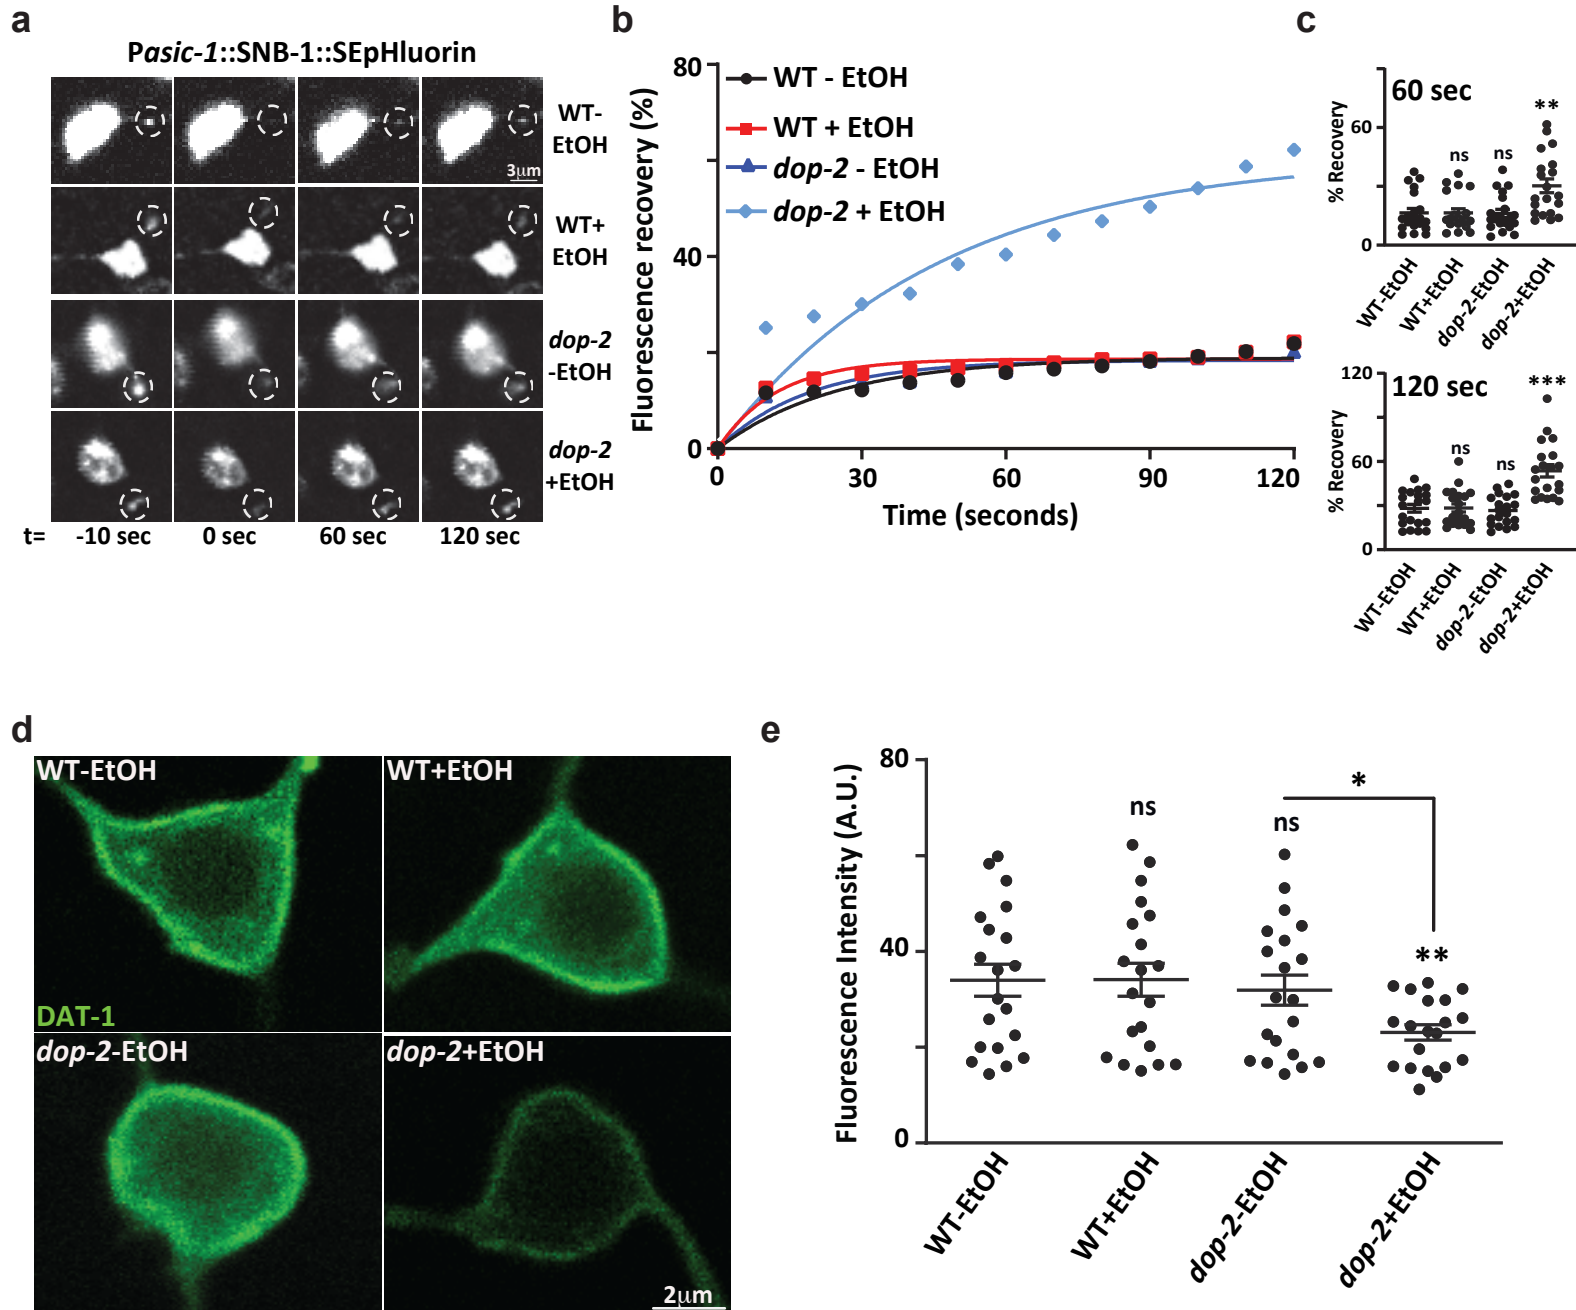 a
Pasic-1::SNB-1::SEpHluorin
WT-
EtOH
3μm
WT+
EtOH
dop-2
-EtOH
dop-2
+EtOH
t= -10 sec 0 sec 60 sec 120 sec
b
Fluorescence recovery (%)
80
40
0
WT - EtOH
WT + EtOH
dop-2 - EtOH
dop-2 + EtOH
0 30 60 90 120
Time (seconds)
c
60 sec
% Recovery
60
0
ns
ns
**
WT-EtOH
WT+EtOH
dop-2-EtOH
dop-2+EtOH
120 sec
% Recovery
120
60
0
ns
ns
***
WT-EtOH
WT+EtOH
dop-2-EtOH
dop-2+EtOH
d
WT-EtOH
WT+EtOH
DAT-1
dop-2-EtOH
dop-2+EtOH
2μm
e
Fluorescence Intensity (A.U.)
80
40
0
ns
ns
*
**
WT-EtOH
WT+EtOH
dop-2-EtOH
dop-2+EtOH